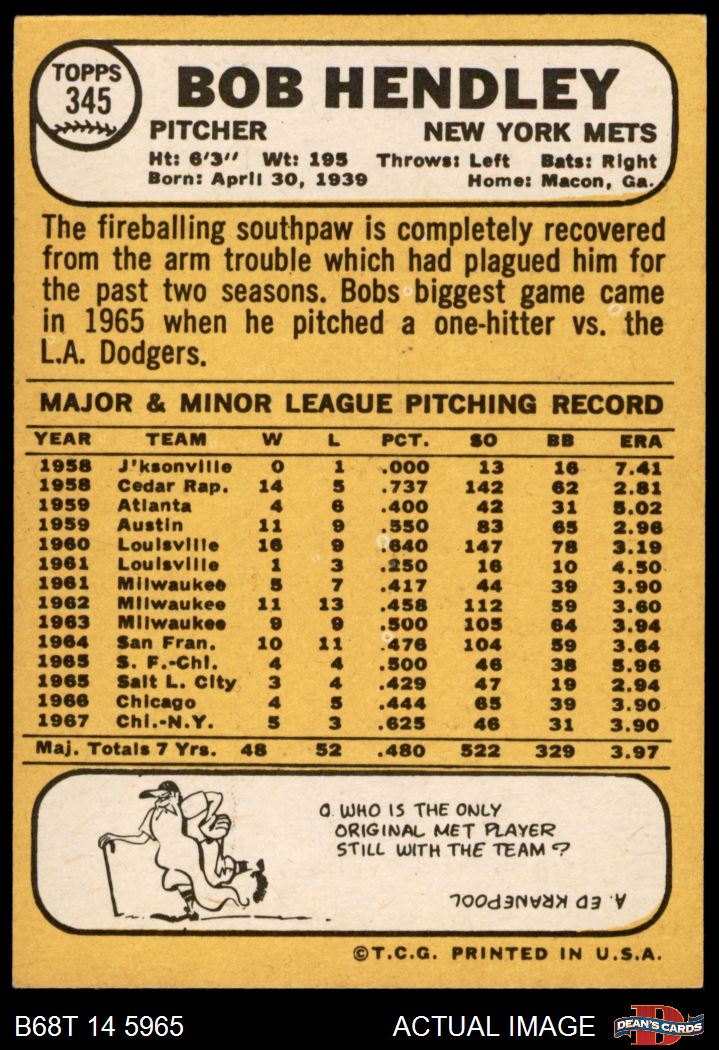 TOPPS
345
BOB HENDLEY
PITCHER NEW YORK METS
Ht: 6'3" Wt: 195 Throws: Left Bats: Right
Born: April 30, 1939 Home: Macon, Ga.
The fireballing southpaw is completely recovered
from the arm trouble which had plagued him for
the past two seasons. Bobs biggest game came
in 1965 when he pitched a one-hitter vs. the
L.A. Dodgers.
MAJOR & MINOR LEAGUE PITCHING RECORD
YEAR TEAM W L PCT. SO BB ERA
1958 J'ksonville 0 1 .000 13 16 7.41
1958 Cedar Rap. 14 5 .737 142 62 2.81
1959 Atlanta 4 6 .400 42 31 5.02
1959 Austin 11 9 .550 83 65 2.96
1960 Louisville 16 9 .640 147 78 3.19
1961 Louisville 1 3 .250 16 10 4.50
1961 Milwaukee 5 7 .417 44 39 3.90
1962 Milwaukee 11 13 .458 112 59 3.60
1963 Milwaukee 9 9 .500 105 64 3.94
1964 San Fran. 10 11 .476 104 59 3.64
1965 S. F.-Chi. 4 4 .500 46 38 5.96
1965 Salt L. City 3 4 .429 47 19 2.94
1966 Chicago 4 5 .444 65 39 3.90
1967 Chi.-N.Y. 5 3 .625 46 31 3.90
Maj. Totals 7 Yrs. 48 52 .480 522 329 3.97
Q. WHO IS THE ONLY
ORIGINAL MET PLAYER
STILL WITH THE TEAM?
A. ED KRANEPOOL
©T.C.G. PRINTED IN U.S.A.
B68T 14 5965 ACTUAL IMAGE D DEAN'S CARDS